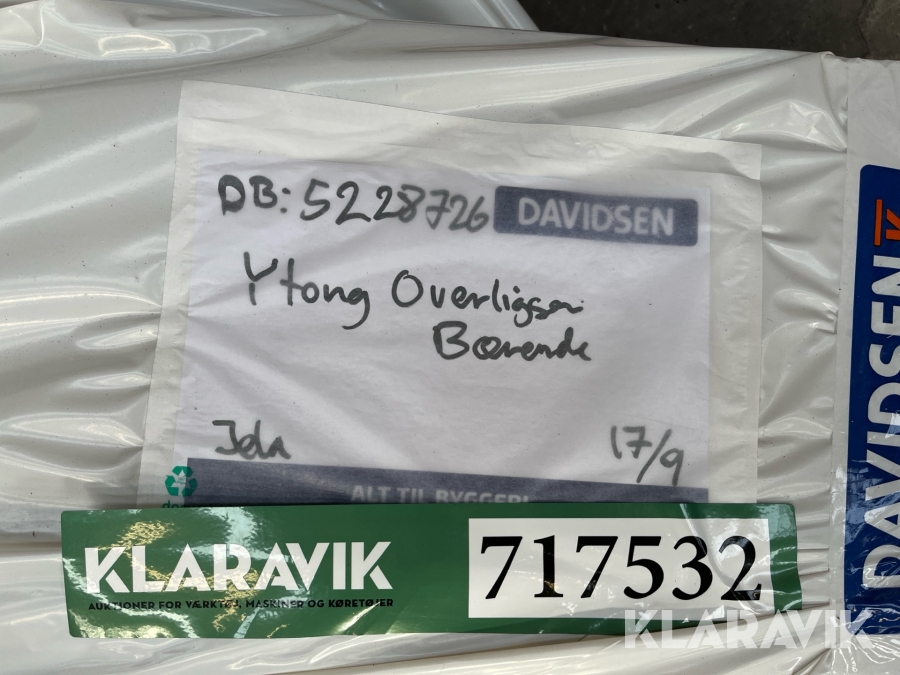 DB: 5228726 DAVIDSEN
Ytong Overligger
Bærende
17/9
ALT TIL BYGGERI
KLARAVIK 717532
AUKTIONER FOR VÆRKTØJ, MASKINER OG KØRETØJER
DAVIDSEN
KLARAVIK